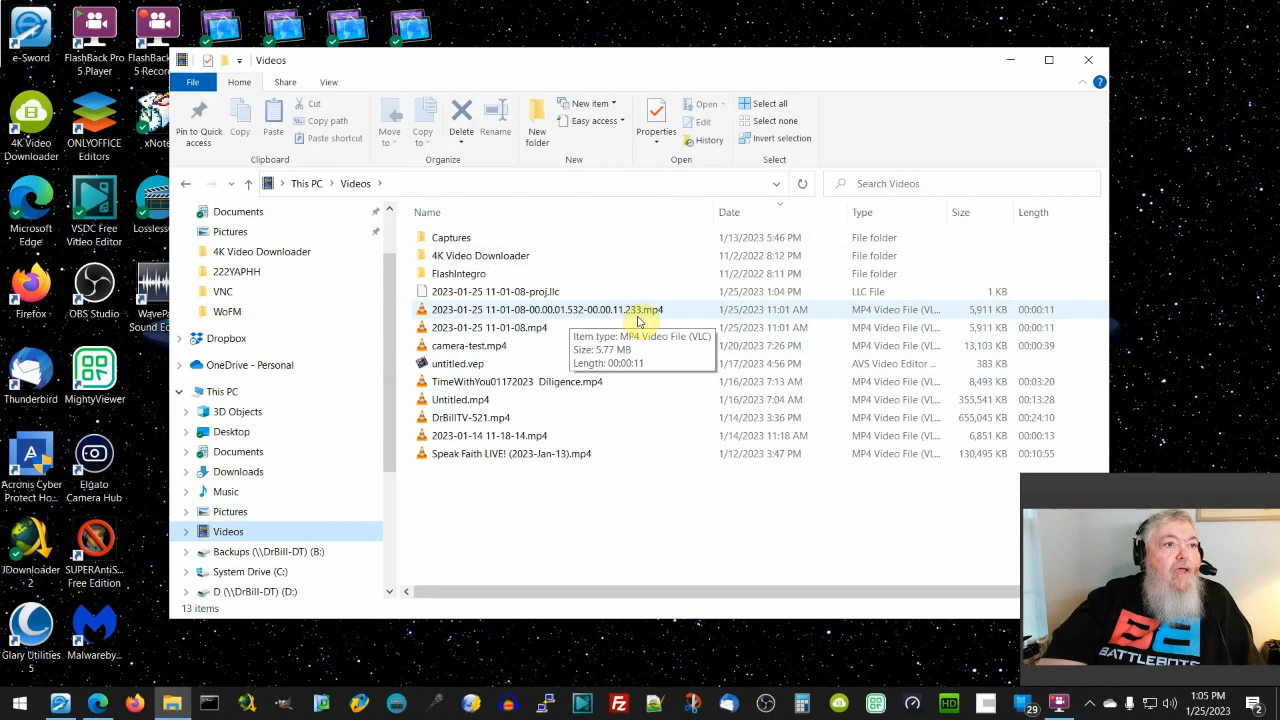 e-Sword
FlashBack Pro
5 Player
FlashBack
5 Recor
4K Video
Downloader
ONLYOFFICE
Editors
xNote
Microsoft
Edge
VSDC Free
Video Editor
Lossless
Firefox
OBS Studio
WavePa
Sound Ed
Thunderbird
MightyViewer
Acronis Cyber
Protect Ho...
Elgato
Camera Hub
JDownloader
2
SUPERAntiS...
Free Edition
Glary Utilities
5
Malwareby...
Videos
File
Home
Share
View
Pin to Quick
access
Copy
Paste
Cut
Copy path
Paste shortcut
Clipboard
Move
to
Copy
to
Delete
Rename
Organize
New
folder
New item
Easy access
New
Properties
Open
Edit
History
Open
Select all
Select none
Invert selection
Select
This PC
Videos
Search Videos
Documents
Pictures
4K Video Downloader
222YAPHH
VNC
WoFM
Dropbox
OneDrive - Personal
This PC
3D Objects
Desktop
Documents
Downloads
Music
Pictures
Videos
Backups (\\DrBill-DT) (B:)
System Drive (C:)
D (\\DrBill-DT) (D:)
13 items
Name Date Type Size Length
Captures 1/13/2023 5:46 PM File folder
4K Video Downloader 11/2/2022 8:12 PM File folder
FlashIntegro 11/2/2022 8:11 PM File folder
2023-01-25 11-01-08-proj.llc 1/25/2023 1:04 PM LLC File 1 KB
2023-01-25 11-01-08-00.00.01.532-00.00.11.233.mp4 1/25/2023 11:01 AM MP4 Video File (VL... 5,911 KB 00:00:11
2023-01-25 11-01-08.mp4 1/25/2023 11:01 AM MP4 Video File (VL... 5,911 KB 00:00:11
camera-test.mp4 1/20/2023 7:26 PM MP4 Video File (VL... 13,103 KB 00:00:39
untitled.vep 1/17/2023 4:56 PM AVS Video Editor ... 383 KB
TimeWithYou01172023 Diligence.mp4 1/16/2023 7:13 AM MP4 Video File (VL... 8,493 KB 00:03:20
Untitled.mp4 1/16/2023 7:04 AM MP4 Video File (VL... 355,541 KB 00:13:28
DrBillTV-521.mp4 1/14/2023 3:36 PM MP4 Video File (VL... 655,045 KB 00:24:10
2023-01-14 11-18-14.mp4 1/14/2023 11:18 AM MP4 Video File (VL... 6,851 KB 00:00:13
Speak Faith LIVE! (2023-Jan-13).mp4 1/12/2023 3:47 PM MP4 Video File (VL... 130,495 KB 00:10:55
Item type: MP4 Video File (VLC)
Size: 5.77 MB
Length: 00:00:11
BATTLEBOTS
HD
29
1:05 PM
1/25/2023
2